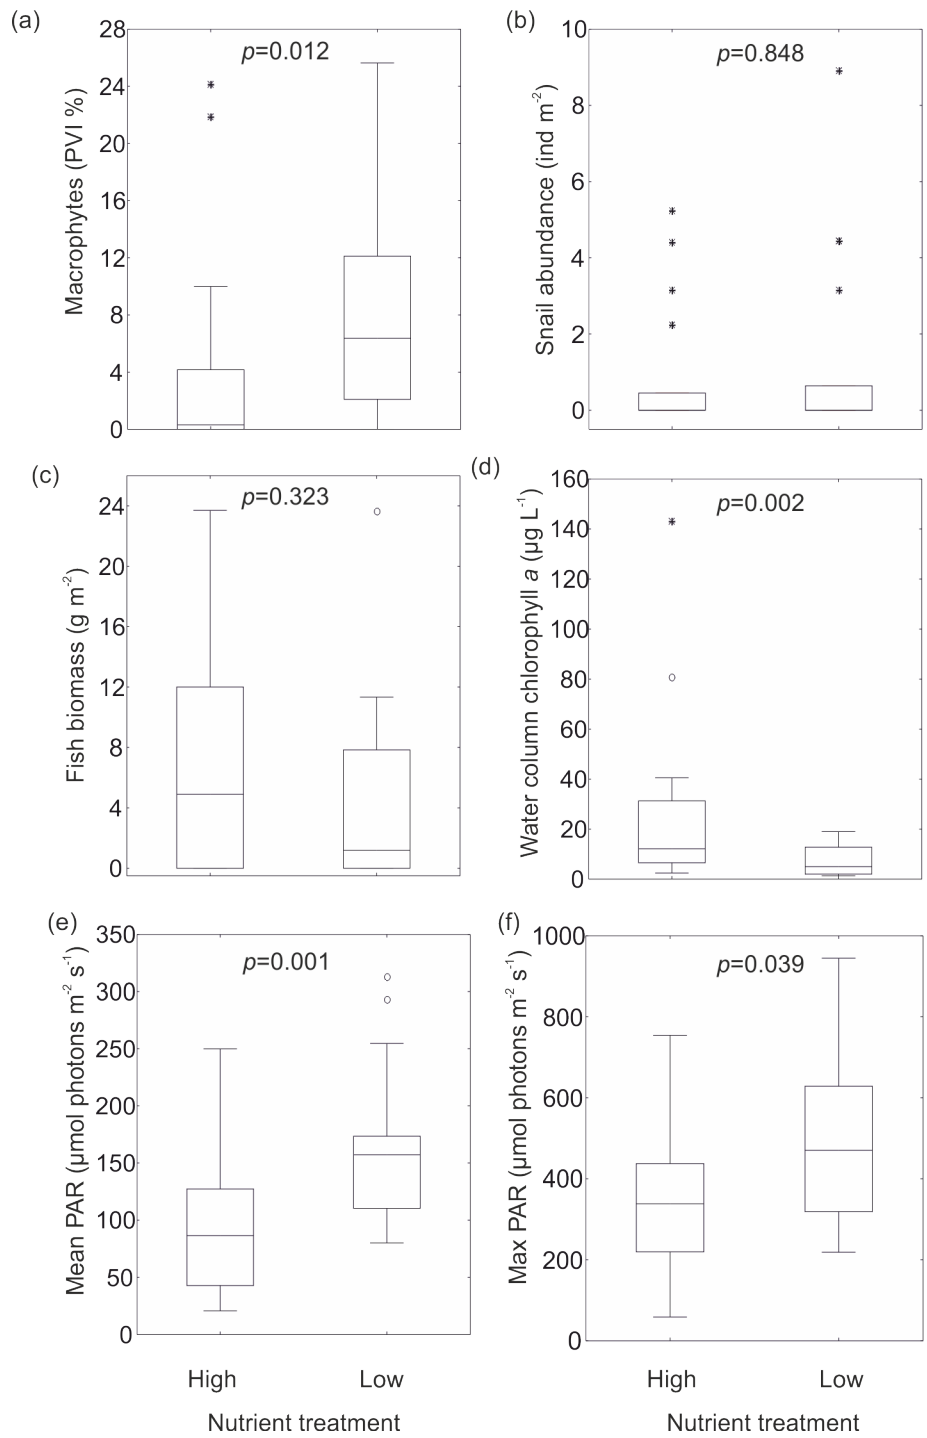 (a)
p=0.012
28
24
20
16
12
8
4
0
Macrophytes (PVI %)
(b)
p=0.848
10
8
6
4
2
0
Snail abundance (ind m⁻²)
(c)
p=0.323
24
20
16
12
8
4
0
Fish biomass (g m⁻²)
(d)
p=0.002
160
140
120
100
80
60
40
20
0
Water column chlorophyll a (µg L⁻¹)
(e)
p=0.001
350
300
250
200
150
100
50
0
Mean PAR (µmol photons m⁻² s⁻¹)
High Low
Nutrient treatment
(f)
p=0.039
1000
800
600
400
200
0
Max PAR (µmol photons m⁻² s⁻¹)
High Low
Nutrient treatment